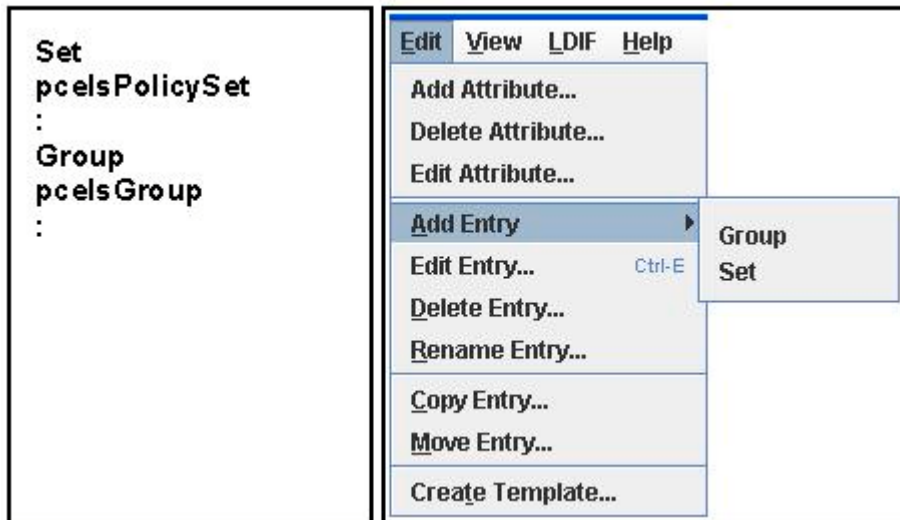 Set
pcelsPolicySet
:
Group
pcelsGroup
:
Edit View LDIF Help
Add Attribute...
Delete Attribute...
Edit Attribute...
Add Entry
Edit Entry... Ctrl-E
Delete Entry...
Rename Entry...
Copy Entry...
Move Entry...
Create Template...
Group
Set